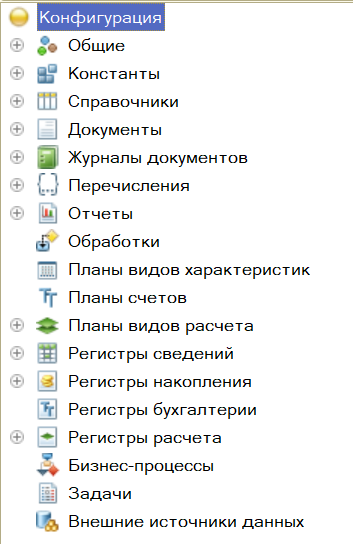 Конфигурация
Общие
Константы
Справочники
Документы
Журналы документов
Перечисления
Отчеты
Обработки
Планы видов характеристик
Планы счетов
Планы видов расчета
Регистры сведений
Регистры накопления
Регистры бухгалтерии
Регистры расчета
Бизнес-процессы
Задачи
Внешние источники данных